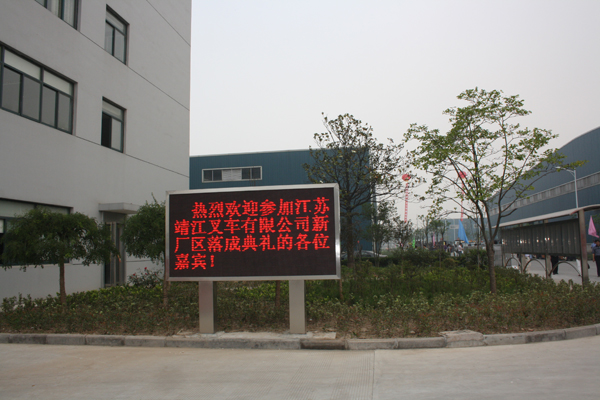 热烈欢迎参加江苏
靖江叉车有限公司新
厂区落成典礼的各位
嘉宾！